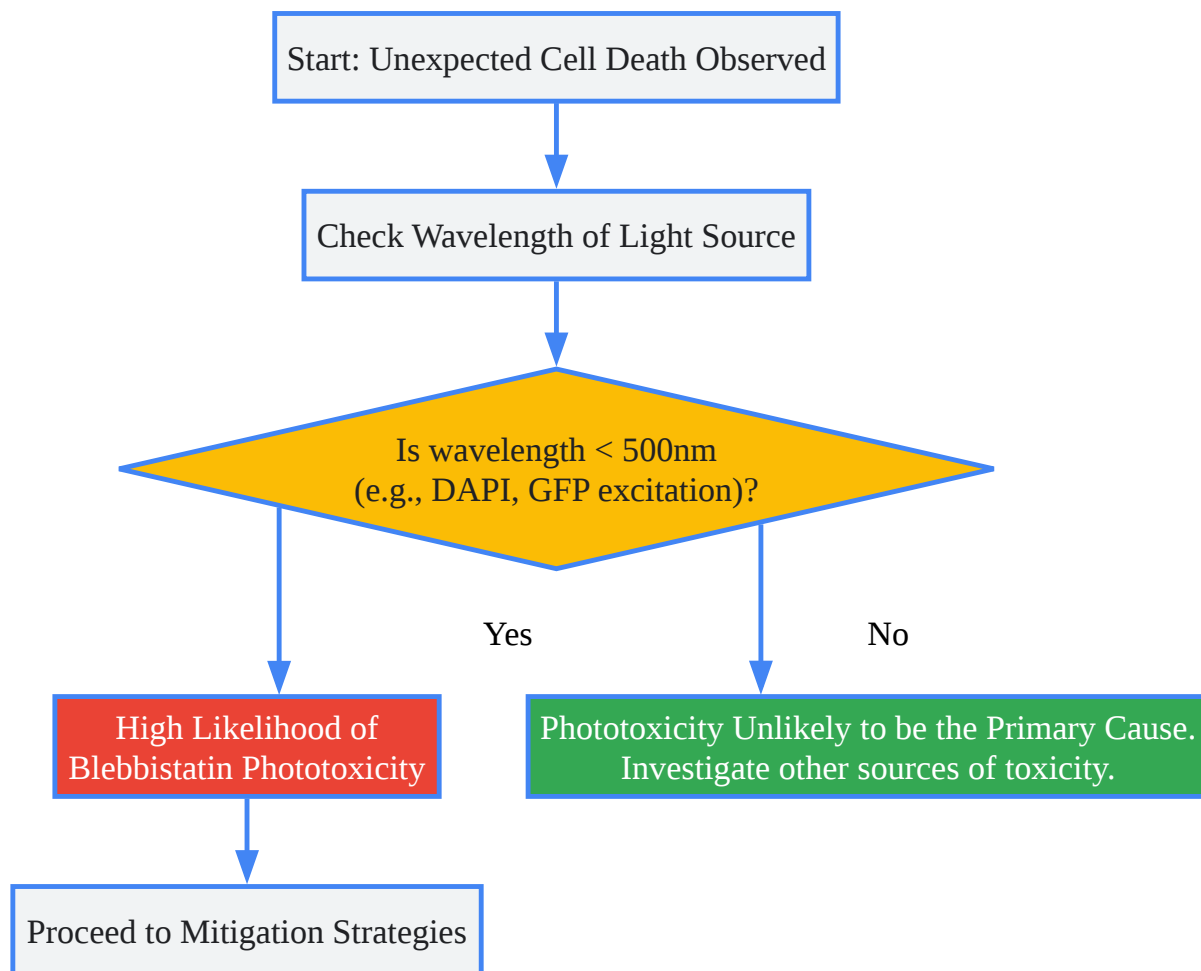 Start: Unexpected Cell Death Observed
Check Wavelength of Light Source
Is wavelength < 500nm
(e.g., DAPI, GFP excitation)?
Yes
No
High Likelihood of
Blebbistatin Phototoxicity
Phototoxicity Unlikely to be the Primary Cause.
Investigate other sources of toxicity.
Proceed to Mitigation Strategies